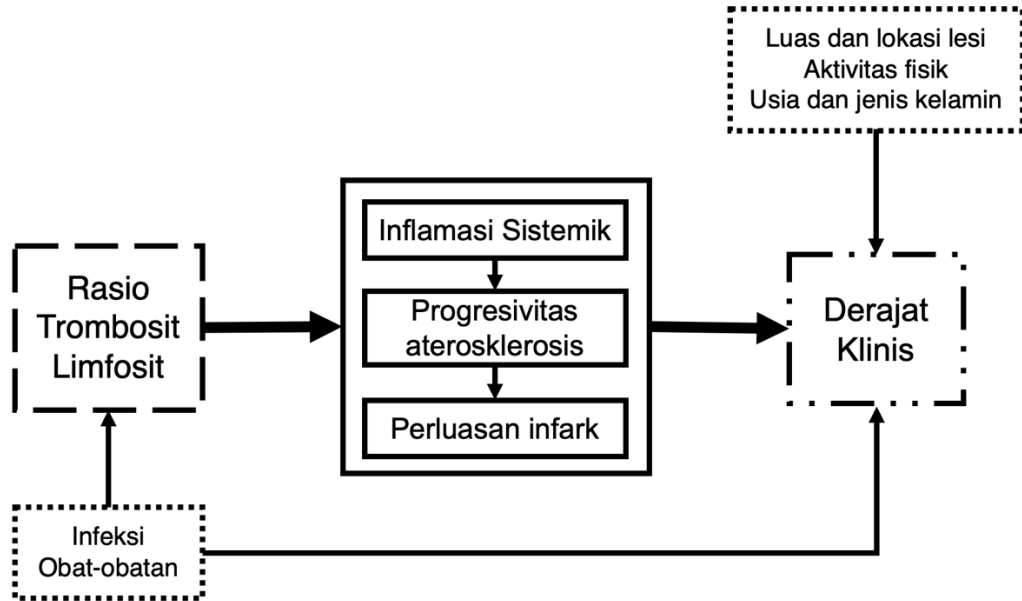 Luas dan lokasi lesi
Aktivitas fisik
Usia dan jenis kelamin
Inflamasi Sistemik
Rasio
Trombosit
Limfosit
Progresivitas
aterosklerosis
Derajat
Klinis
Perluasan infark
Infeksi
Obat-obatan